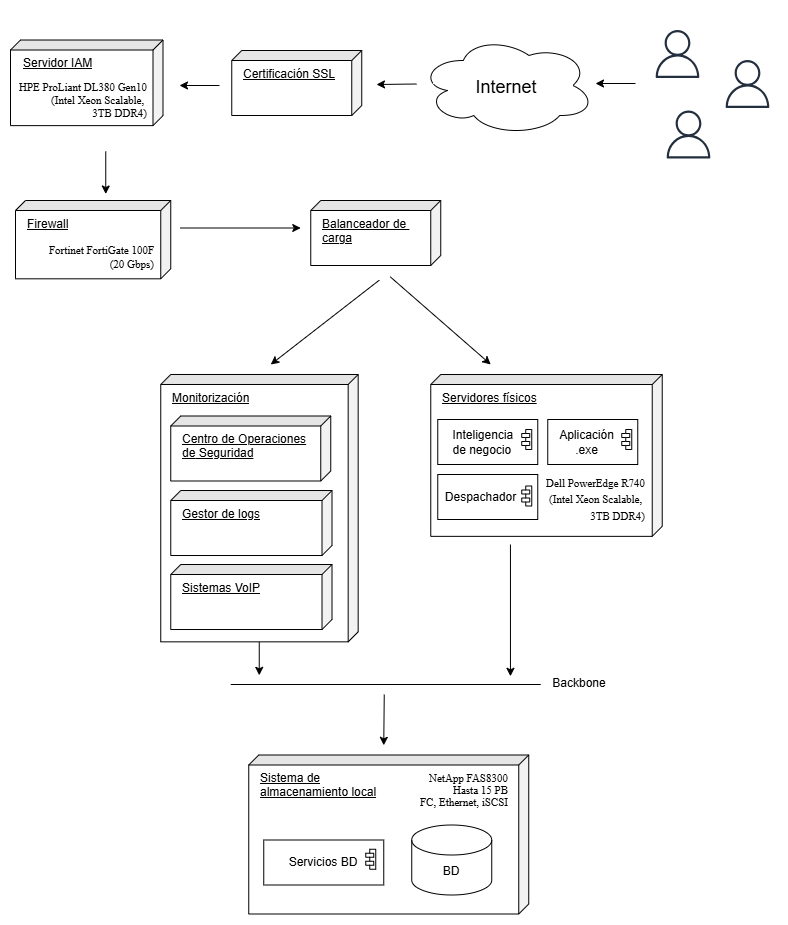 Servidor IAM
HPE ProLiant DL380 Gen10
(Intel Xeon Scalable,
3TB DDR4)
Certificación SSL
Internet
Firewall
Fortinet FortiGate 100F
(20 Gbps)
Balanceador de
carga
Monitorización
Centro de Operaciones
de Seguridad
Gestor de logs
Sistemas VoIP
Servidores físicos
Inteligencia
de negocio
Aplicación
.exe
Despachador
Dell PowerEdge R740
(Intel Xeon Scalable,
3TB DDR4)
Backbone
Sistema de
almacenamiento local
NetApp FAS8300
Hasta 15 PB
FC, Ethernet, iSCSI
Servicios BD
BD